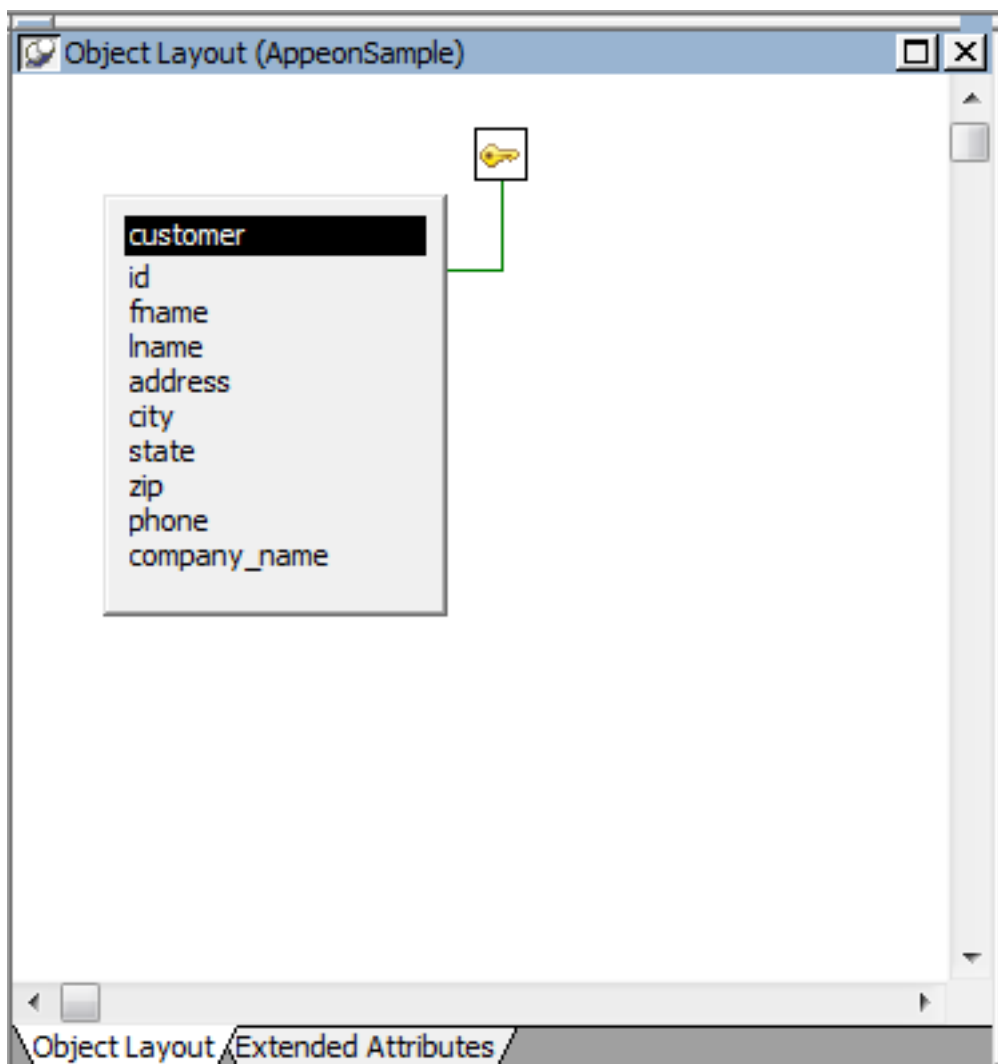 Object Layout (AppeonSample)
customer
id
fname
lname
address
city
state
zip
phone
company_name
Object Layout Extended Attributes